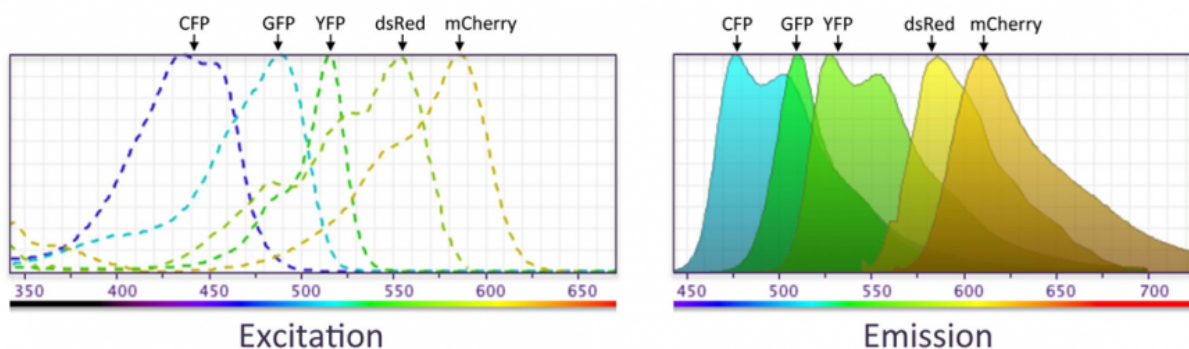 CFP GFP YFP dsRed mCherry
350 400 450 500 550 600 650
Excitation
CFP GFP YFP dsRed mCherry
450 500 550 600 650 700
Emission